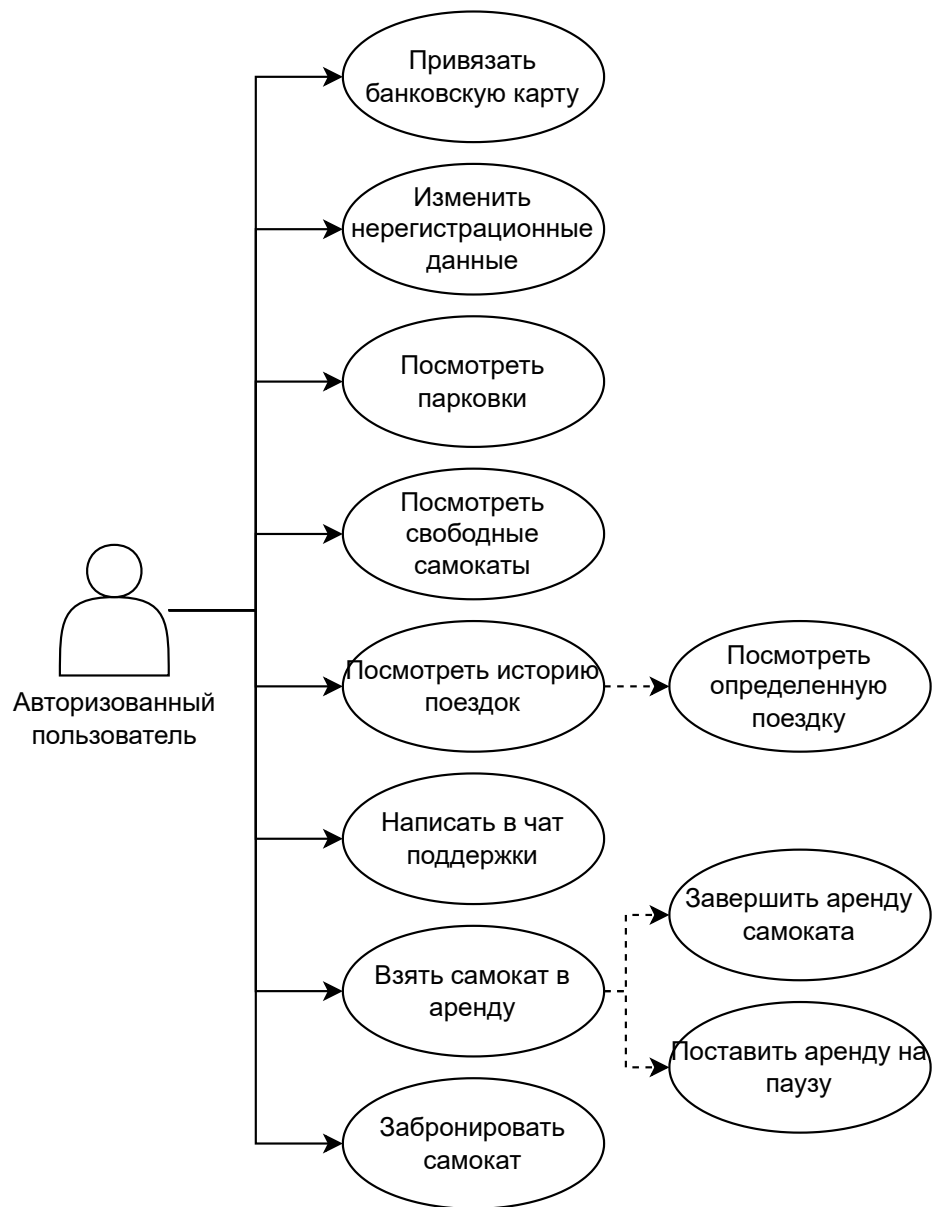 Привязать
банковскую карту
Изменить
нерегистрационные
данные
Посмотреть
парковки
Посмотреть
свободные
самокаты
Авторизованный
пользователь
Посмотреть историю
поездок
Посмотреть
определенную
поездку
Написать в чат
поддержки
Взять самокат в
аренду
Завершить аренду
самоката
Поставить аренду на
паузу
Забронировать
самокат